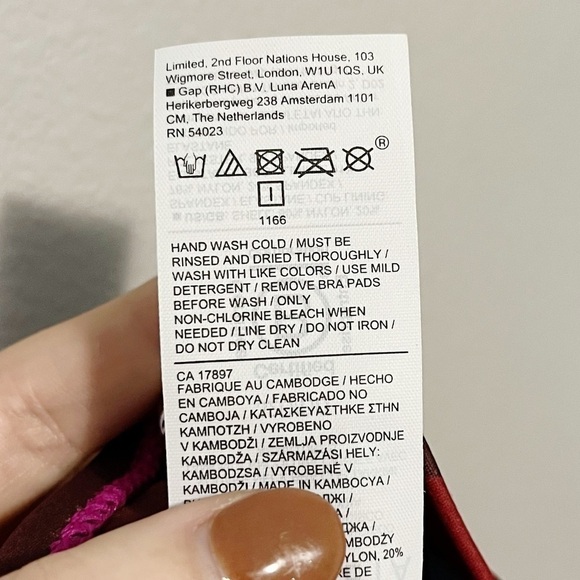 Limited, 2nd Floor Nations House, 103
Wigmore Street, London, W1U 1QS, UK
■ Gap (RHC) B.V, Luna ArenA
Herikerbergweg 238 Amsterdam 1101
CM, The Netherlands
RN 54023
®
1166
HAND WASH COLD / MUST BE
RINSED AND DRIED THOROUGHLY /
WASH WITH LIKE COLORS / USE MILD
DETERGENT / REMOVE BRA PADS
BEFORE WASH / ONLY
NON-CHLORINE BLEACH WHEN
NEEDED / LINE DRY / DO NOT IRON /
DO NOT DRY CLEAN
CA 17897
FABRIQUE AU CAMBODGE / HECHO
EN CAMBOYA / FABRICADO NO
CAMBOJA / ΚΑΤΑΣΚΕΥΑΣΤΗΚΕ ΣΤΗΝ
ΚΑΜΠΟΤΖΗ / VYROBENO
V KAMBODŽI / ZEMLJA PROIZVODNJE
KAMBODŽA / SZÁRMAZÁSI HELY:
KAMBODZSA / VYROBENÉ V
KAMBODŽI / MADE IN KAMBOCYA /
YLON, 20%